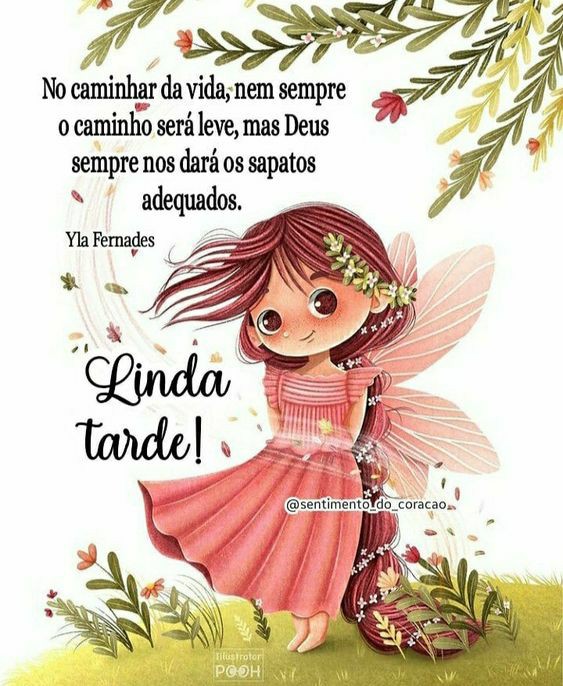 No caminhar da vida, nem sempre
o caminho será leve, mas Deus
sempre nos dará os sapatos
adequados.
Yla Fernades
Linda
tarde!
@sentimento_do_coracao_
Illustrator
POOH